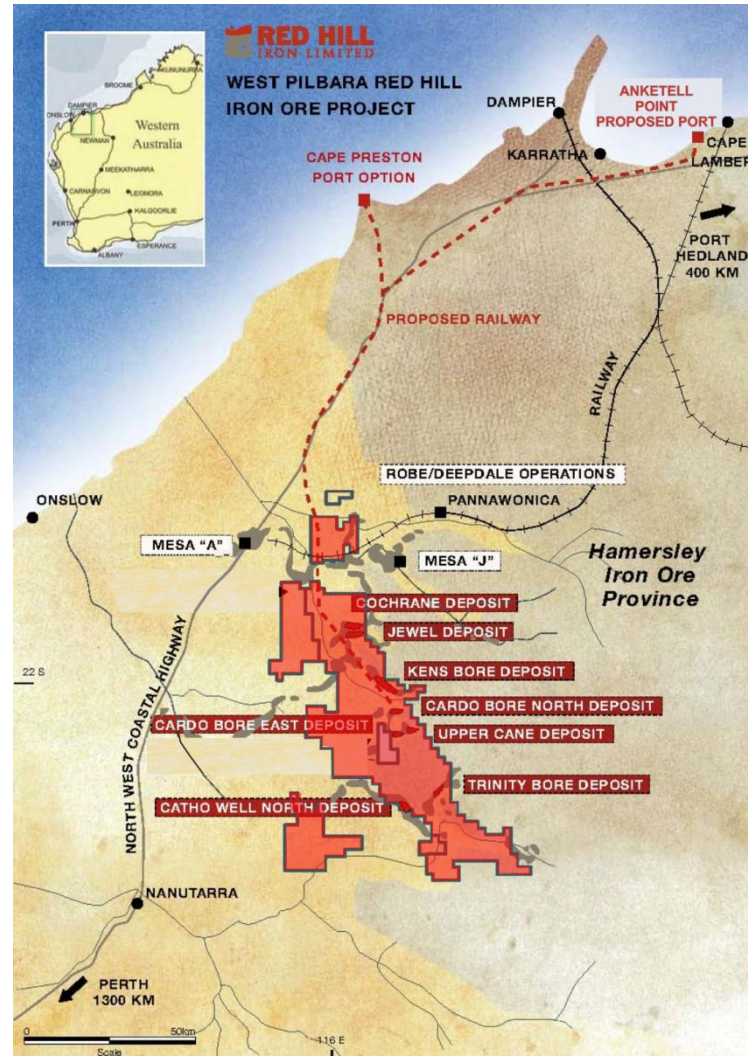 RED HILL
IRON LIMITED
WEST PILBARA RED HILL
IRON ORE PROJECT
KUNUNURRA
BROOME
DAMPIER
ONSLOW
Western
Australia
NEWMAN
MEEKATHARRA
CARNARVON
LEONORA
KALGOORLIE
PERTH
ESPERANCE
ALBANY
ANKETELL
POINT
PROPOSED PORT
DAMPIER
CAPE
LAMBER
KARRATHA
CAPE PRESTON
PORT OPTION
PORT
HEDLAND
400 KM
PROPOSED RAILWAY
RAILWAY
ROBE/DEEPDALE OPERATIONS
ONSLOW
PANNAWONICA
MESA "A"
MESA "J"
Hamersley
Iron Ore
Province
COCHRANE DEPOSIT
JEWEL DEPOSIT
KENS BORE DEPOSIT
22 S
CARDO BORE NORTH DEPOSIT
CARDO BORE EAST DEPOSIT
UPPER CANE DEPOSIT
NORTH WEST COASTAL HIGHWAY
TRINITY BORE DEPOSIT
CATHO WELL NORTH DEPOSIT
NANUTARRA
PERTH
1300 KM
0 50km
Scale
116 E